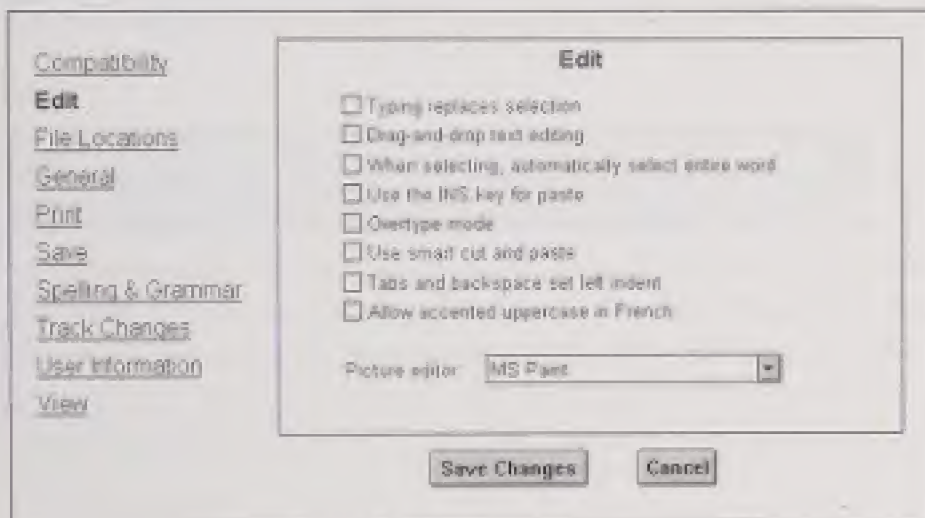 Compatibility
Edit
File Locations
General
Print
Save
Spelling & Grammar
Track Changes
User Information
View
Edit
Typing replaces selection
Drag-and-drop text editing
When selecting, automatically select entire word
Use the INS key for paste
Overtype mode
Use smart cut and paste
Tabs and backspace set left indent
Allow accented uppercase in French
Picture editor: MS Paint
Save Changes
Cancel